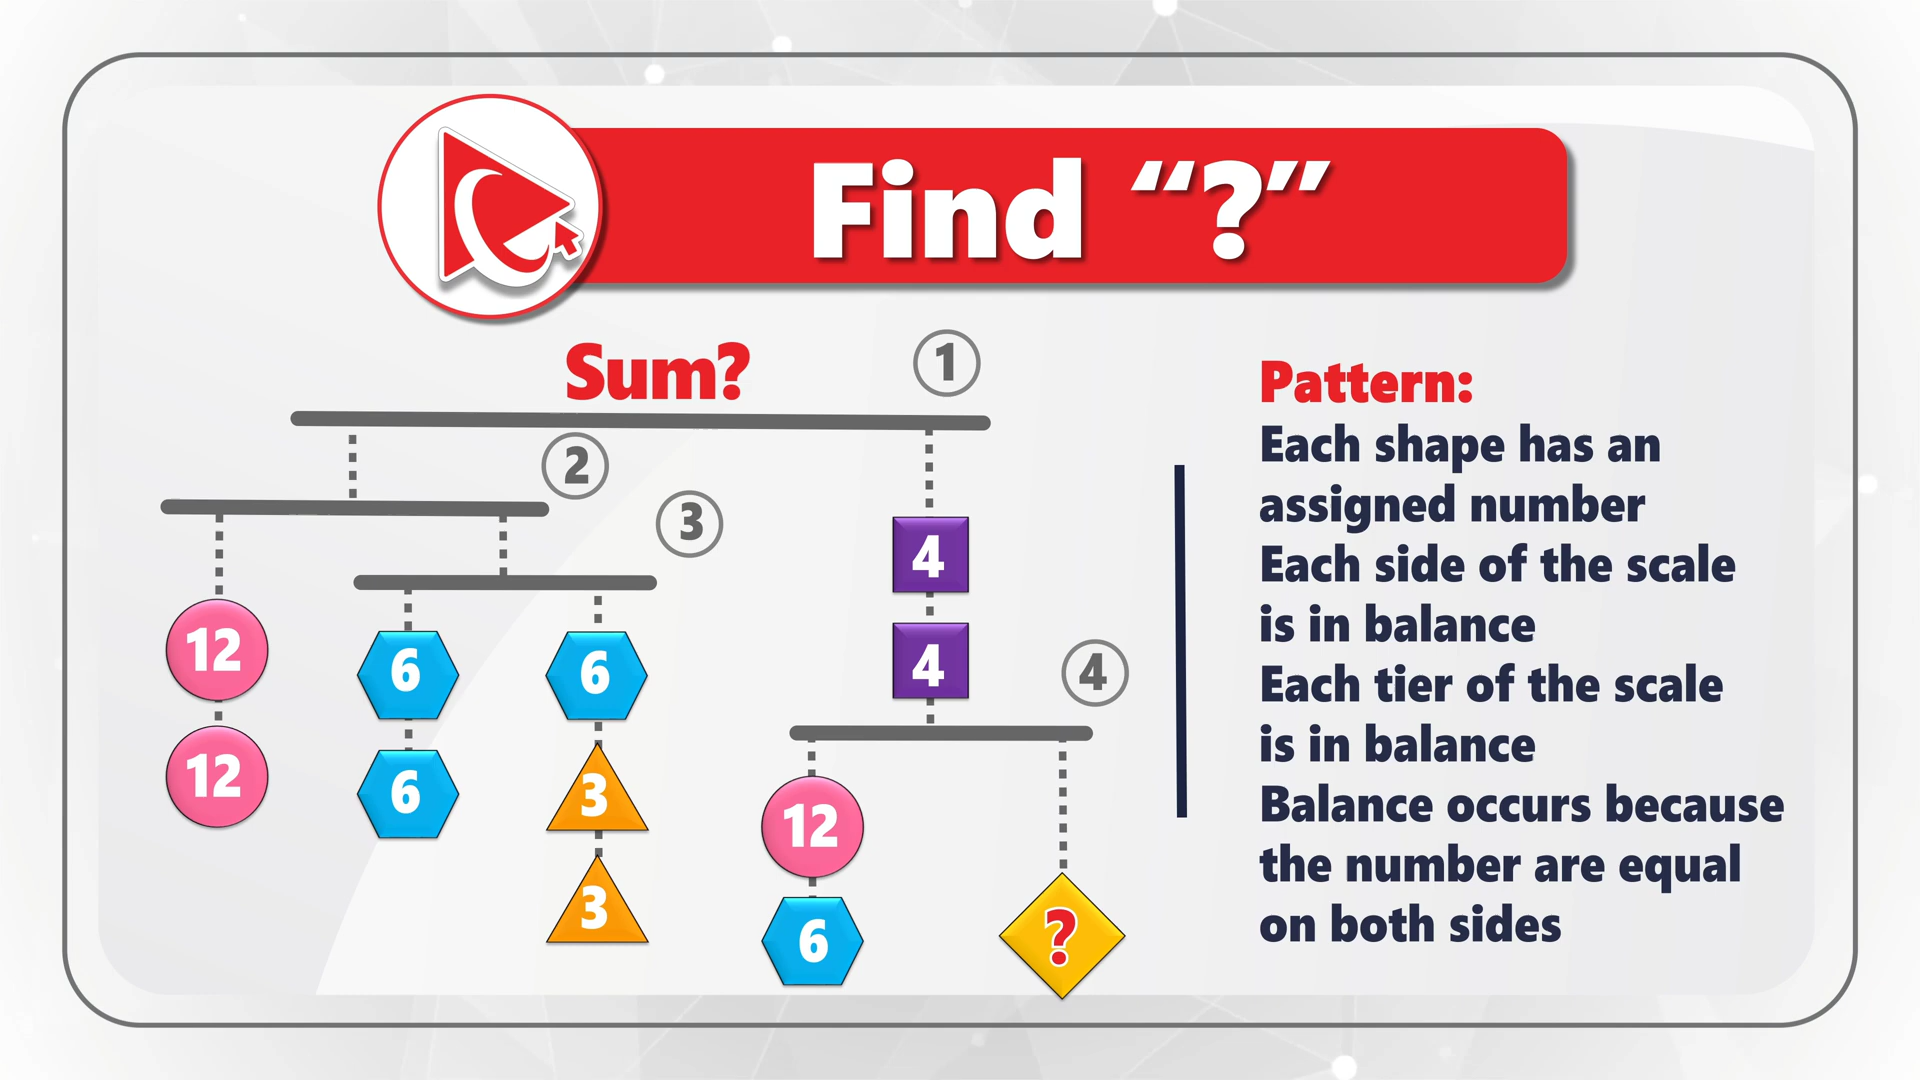 Find “?”
Sum?
1
2
3
4
4
4
12
12
6
6
6
3
3
12
6
?
Pattern:
Each shape has an
assigned number
Each side of the scale
is in balance
Each tier of the scale
is in balance
Balance occurs because
the number are equal
on both sides